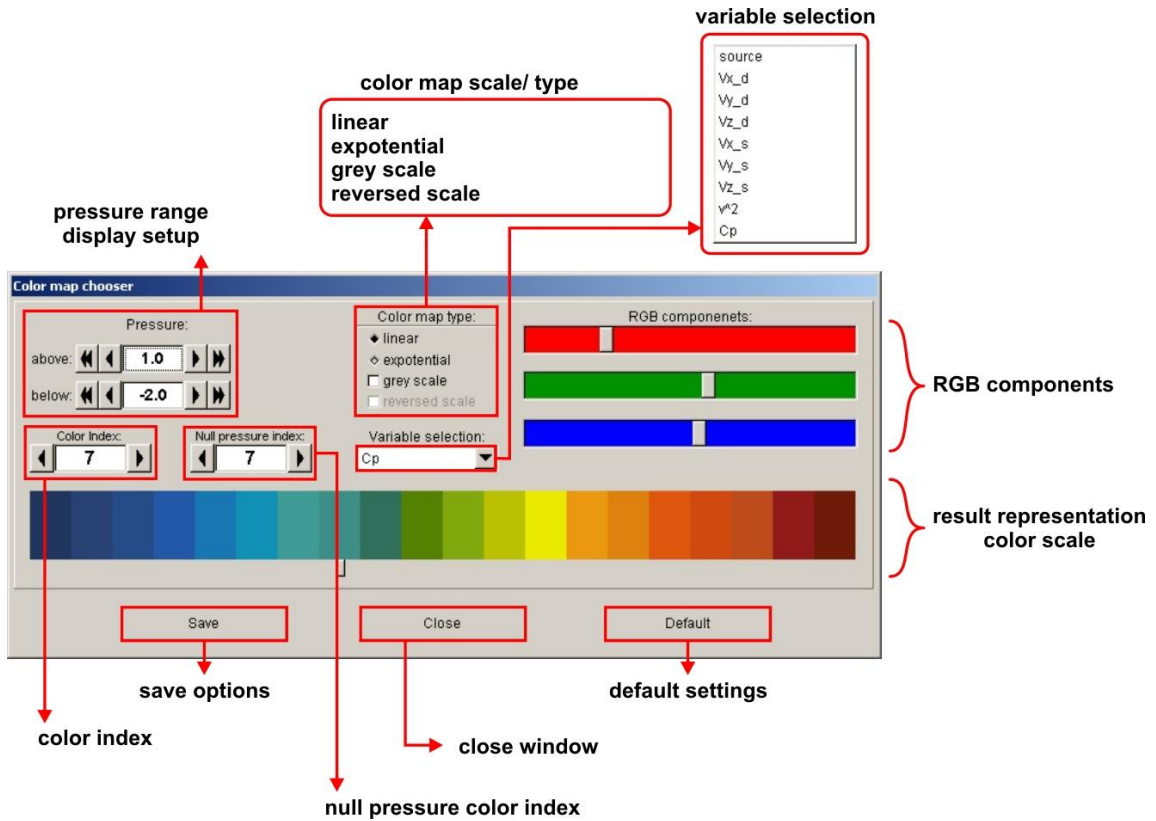 variable selection
source
Vx_d
Vy_d
Vz_d
Vx_s
Vy_s
Vz_s
v^2
Cp
color map scale/ type
linear
expotential
grey scale
reversed scale
pressure range
display setup
Color map chooser
Pressure:
above: 1.0
below: -2.0
Color map type:
linear
expotential
grey scale
reversed scale
RGB componenets:
RGB components
Color Index:
7
Null pressure index:
7
Variable selection:
Cp
result representation
color scale
Save
Close
Default
save options
default settings
color index
close window
null pressure color index